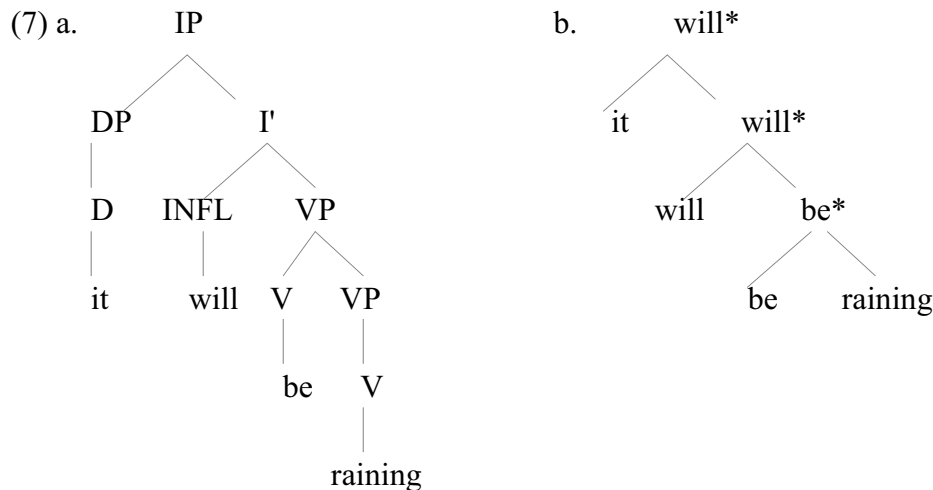 (7) a. IP b. will*
DP I' it will*
D INFL VP will be*
it will V VP be raining
be V
raining